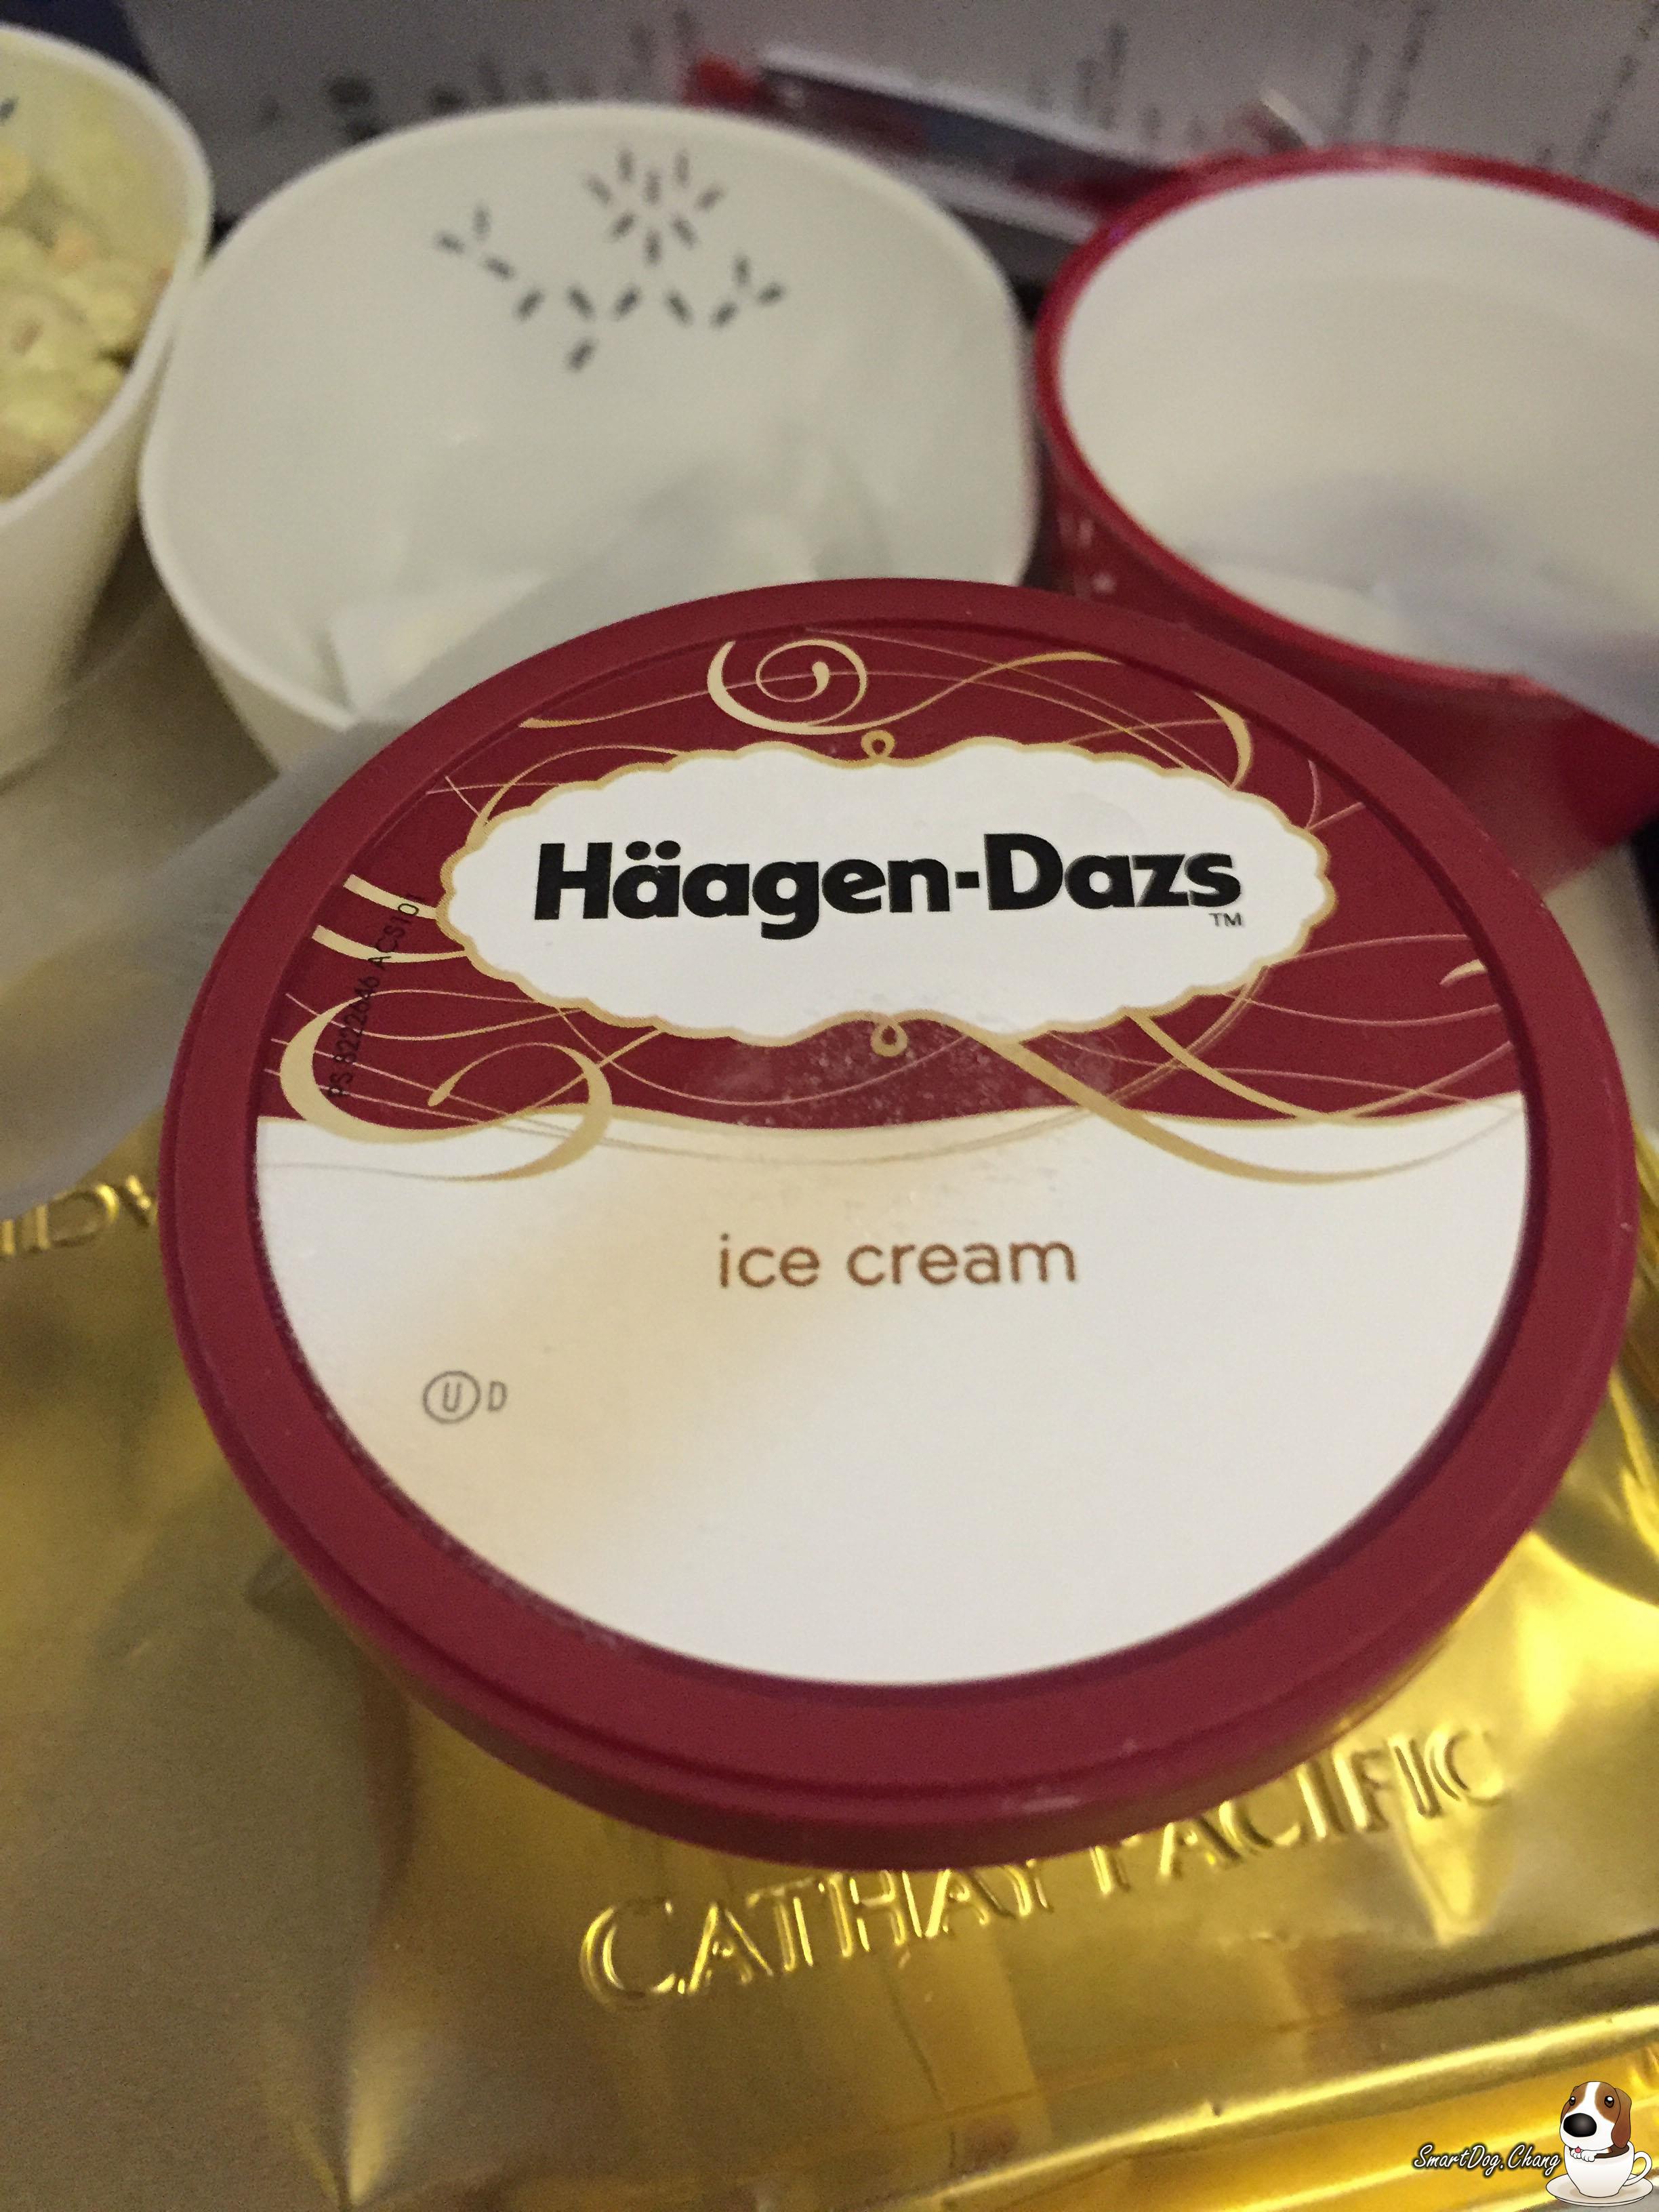 Häagen-Dazs
TM
ice cream
U D
CATHAY PACIFIC
SmartDog.Chang